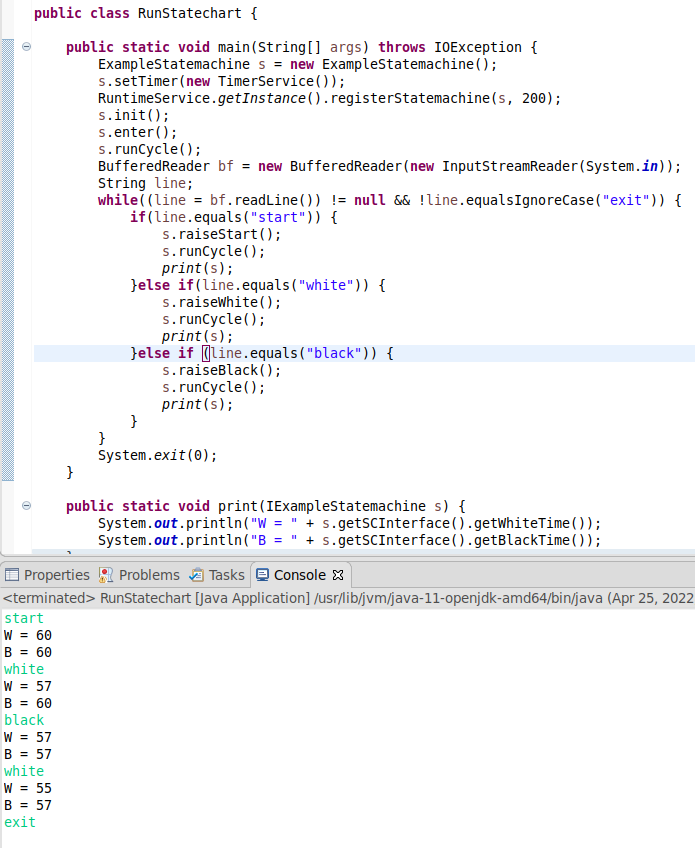 public class RunStatechart {
public static void main(String[] args) throws IOException {
ExampleStatemachine s = new ExampleStatemachine();
s.setTimer(new TimerService());
RuntimeService.getInstance().registerStatemachine(s, 200);
s.init();
s.enter();
s.runCycle();
BufferedReader bf = new BufferedReader(new InputStreamReader(System.in));
String line;
while((line = bf.readLine()) != null && !line.equalsIgnoreCase("exit")) {
if(line.equals("start")) {
s.raiseStart();
s.runCycle();
print(s);
}else if(line.equals("white")) {
s.raiseWhite();
s.runCycle();
print(s);
}else if (line.equals("black")) {
s.raiseBlack();
s.runCycle();
print(s);
}
}
System.exit(0);
}
public static void print(IExampleStatemachine s) {
System.out.println("W = " + s.getSCInterface().getWhiteTime());
System.out.println("B = " + s.getSCInterface().getBlackTime());
Properties Problems Tasks Console
<terminated> RunStatechart [Java Application] /usr/lib/jvm/java-11-openjdk-amd64/bin/java (Apr 25, 2022
start
W = 60
B = 60
white
W = 57
B = 60
black
W = 57
B = 57
white
W = 55
B = 57
exit